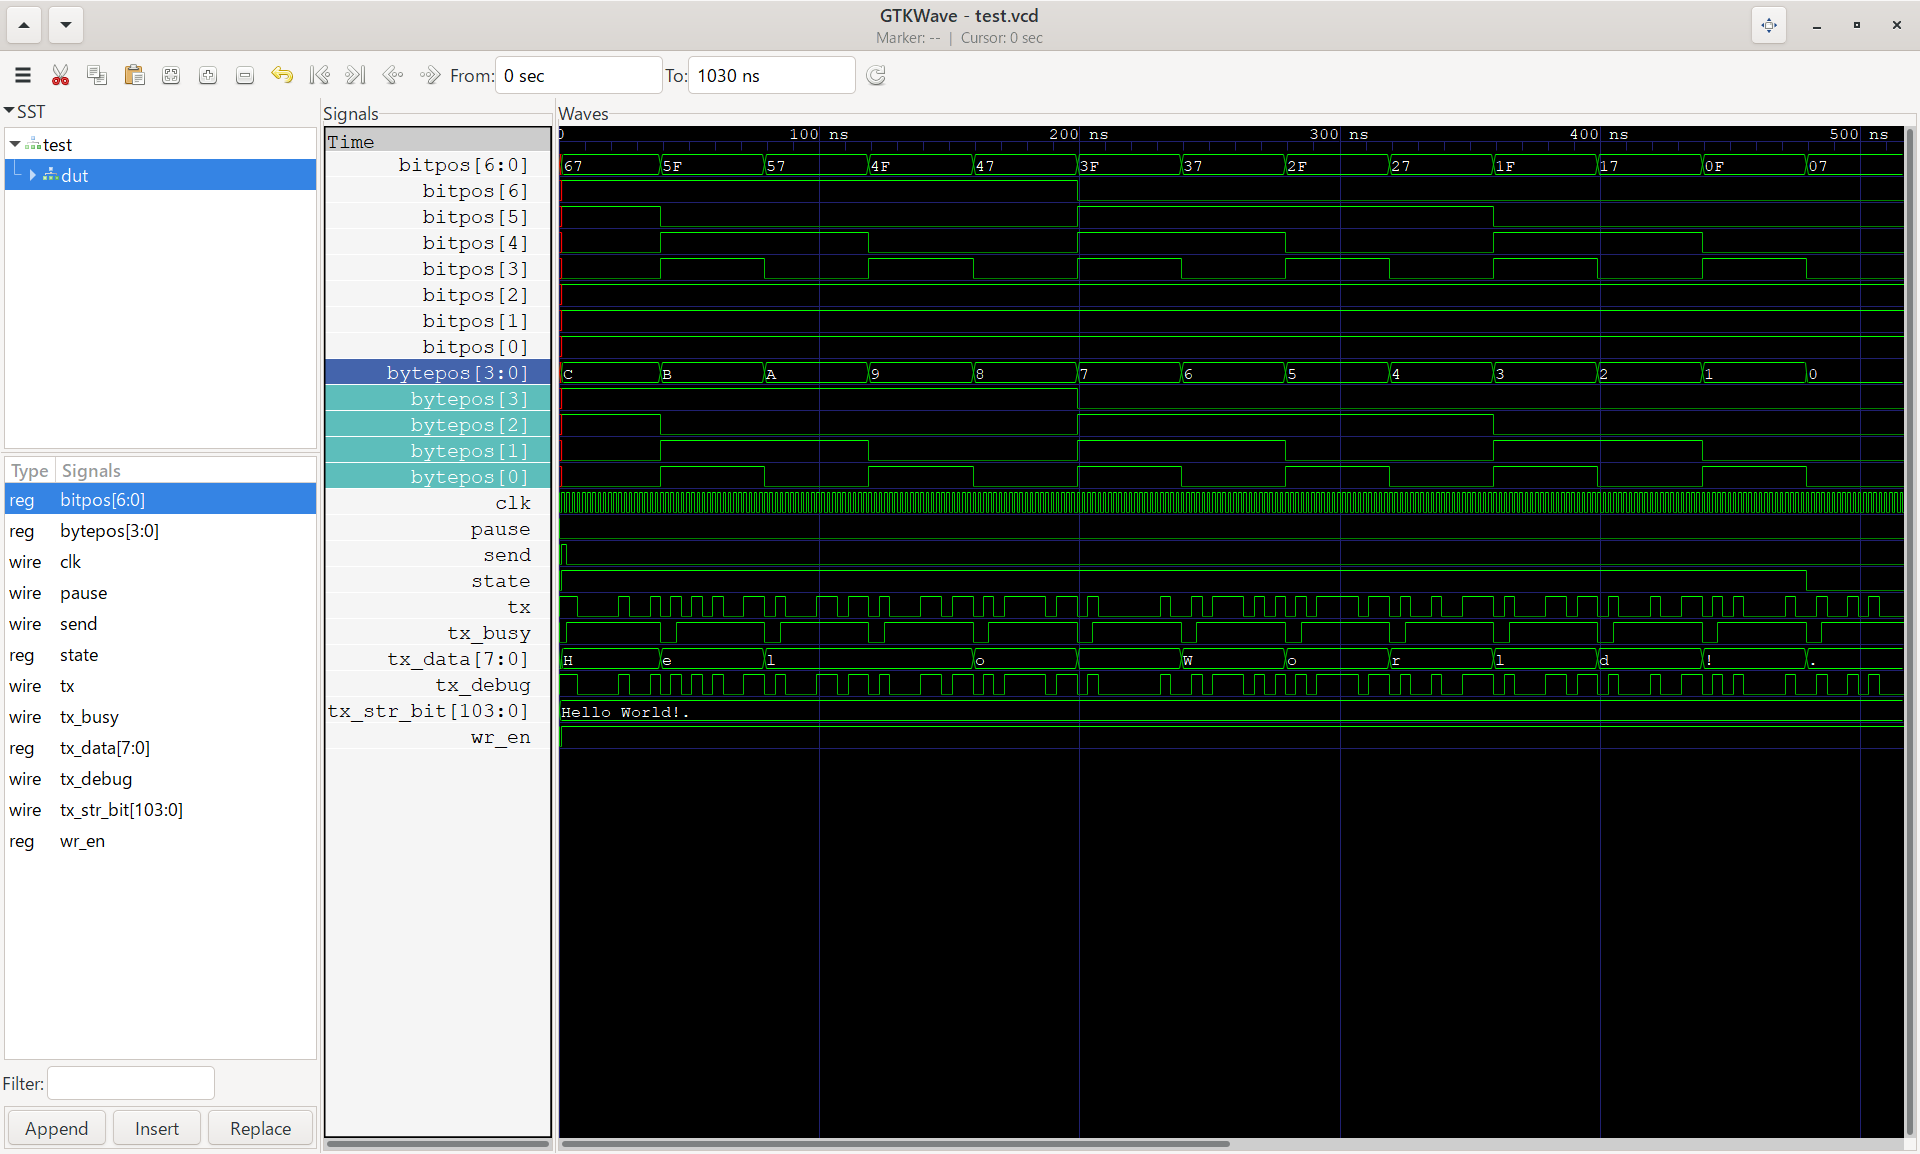 GTKWave - test.vcd
Marker: -- | Cursor: 0 sec
From: 0 sec To: 1030 ns
SST
test
dut
Type Signals
reg bitpos[6:0]
reg bytepos[3:0]
wire clk
wire pause
wire send
reg state
wire tx
wire tx_busy
reg tx_data[7:0]
wire tx_debug
wire tx_str_bit[103:0]
reg wr_en
Filter:
Append Insert Replace
Signals
Time
bitpos[6:0]
bitpos[6]
bitpos[5]
bitpos[4]
bitpos[3]
bitpos[2]
bitpos[1]
bitpos[0]
bytepos[3:0]
bytepos[3]
bytepos[2]
bytepos[1]
bytepos[0]
clk
pause
send
state
tx
tx_busy
tx_data[7:0]
tx_debug
tx_str_bit[103:0]
wr_en
Waves
0 100 ns 200 ns 300 ns 400 ns 500 ns
67 5F 57 4F 47 3F 37 2F 27 1F 17 0F 07
C B A 9 8 7 6 5 4 3 2 1 0
H e l o W o r l d ! .
Hello World!.